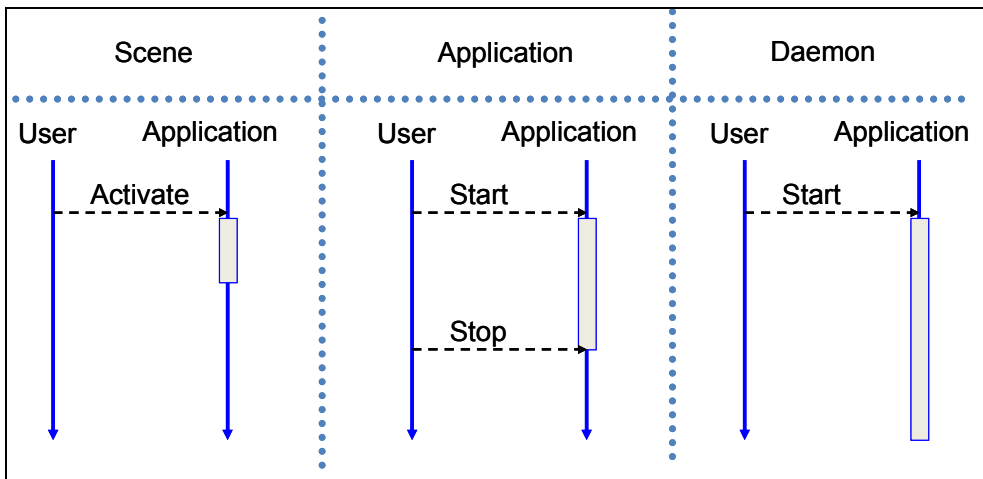 Scene
Application
Daemon
User
Application
User
Application
User
Application
Activate
Start
Start
Stop